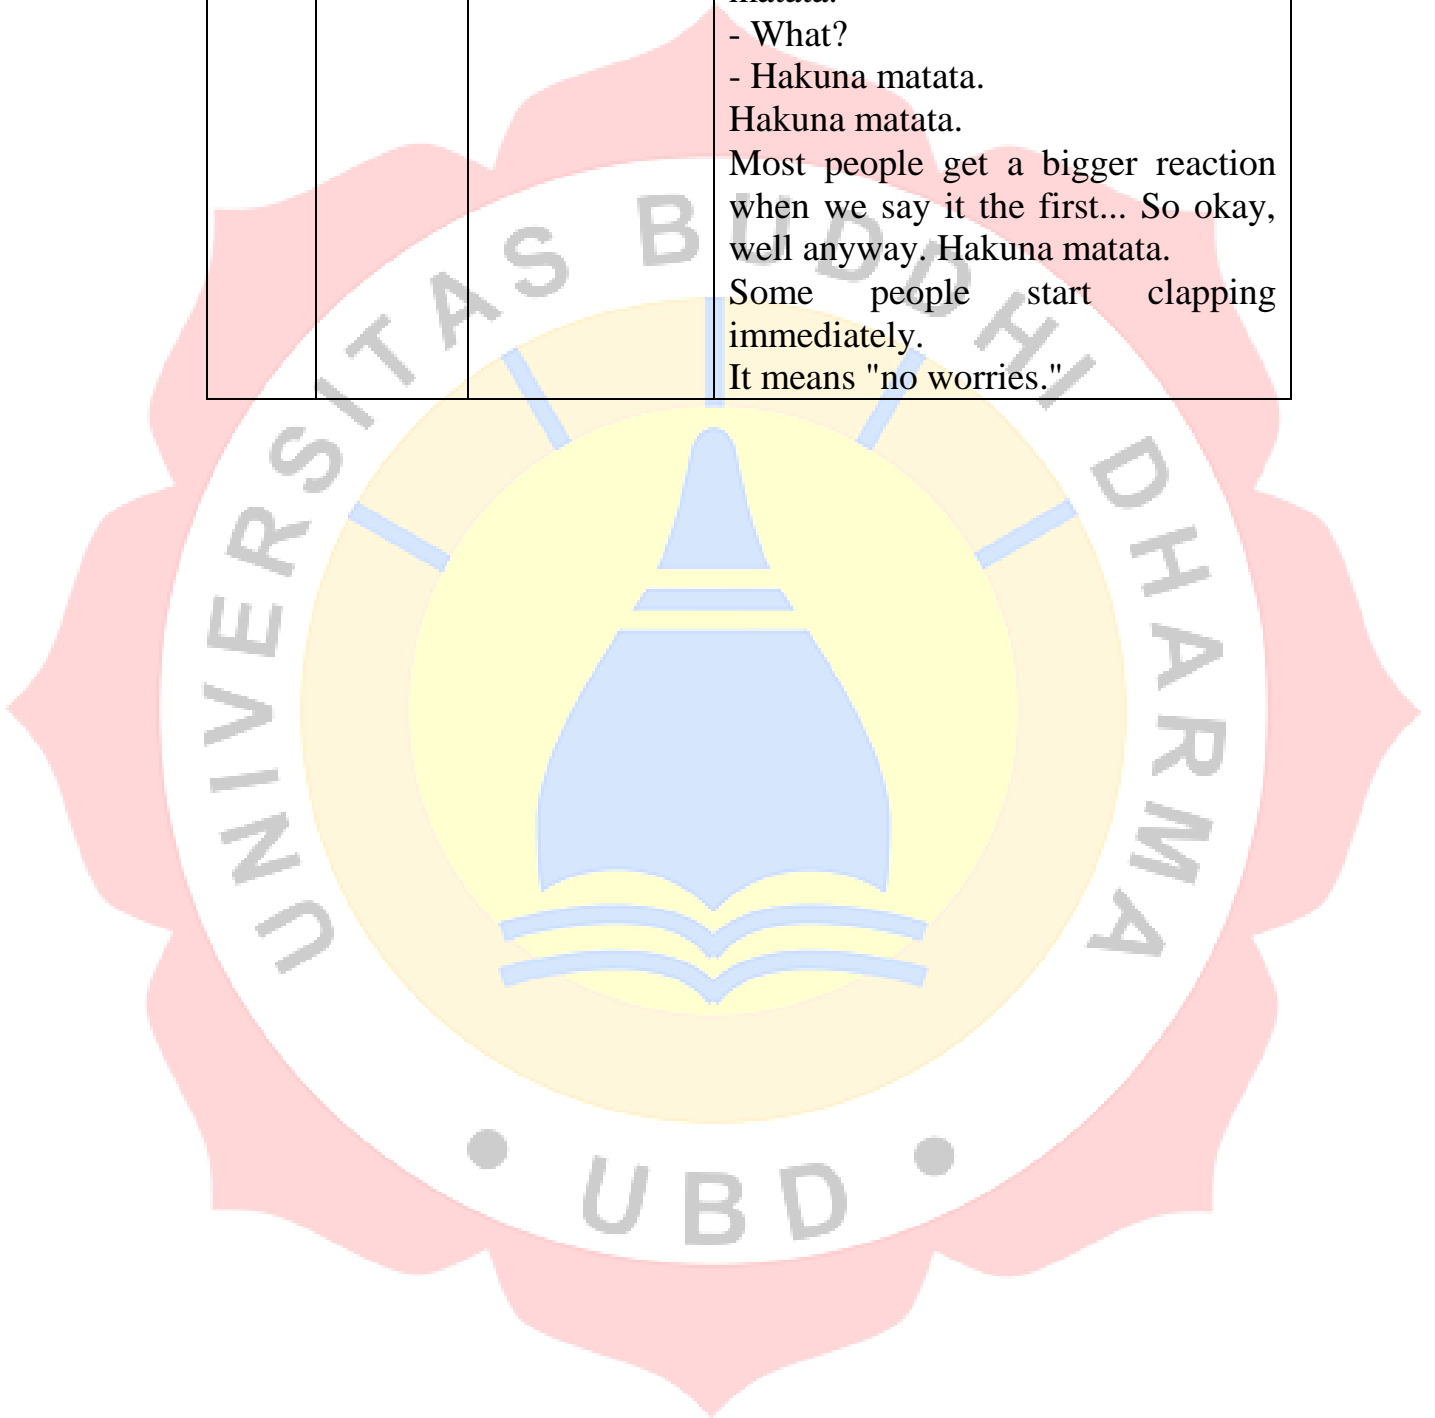 matata.
- What?
- Hakuna matata.
Hakuna matata.
Most people get a bigger reaction
when we say it the first... So okay,
well anyway. Hakuna matata.
Some people start clapping
immediately.
It means "no worries."
UNIVERSITAS BUDDHI DHARMA
• UBD •